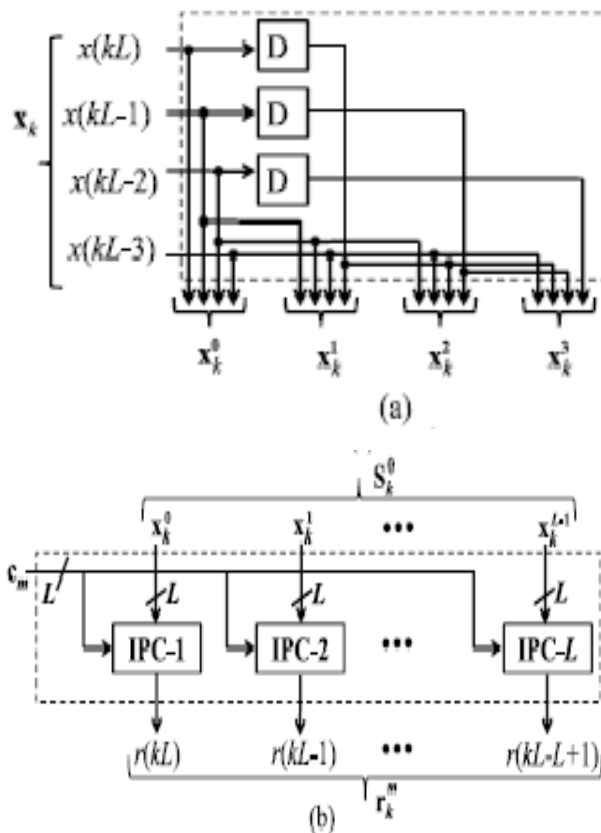 x(kL)
D
x(kL-1)
D
x_k
x(kL-2)
D
x(kL-3)
x_k^0 x_k^1 x_k^2 x_k^3
(a)
S_k^0
x_k^0 x_k^1 ••• x_k^{L-1}
c_m
L L L L
IPC-1 IPC-2 ••• IPC-L
r(kL) r(kL-1) ••• r(kL-L+1)
r_k^m
(b)